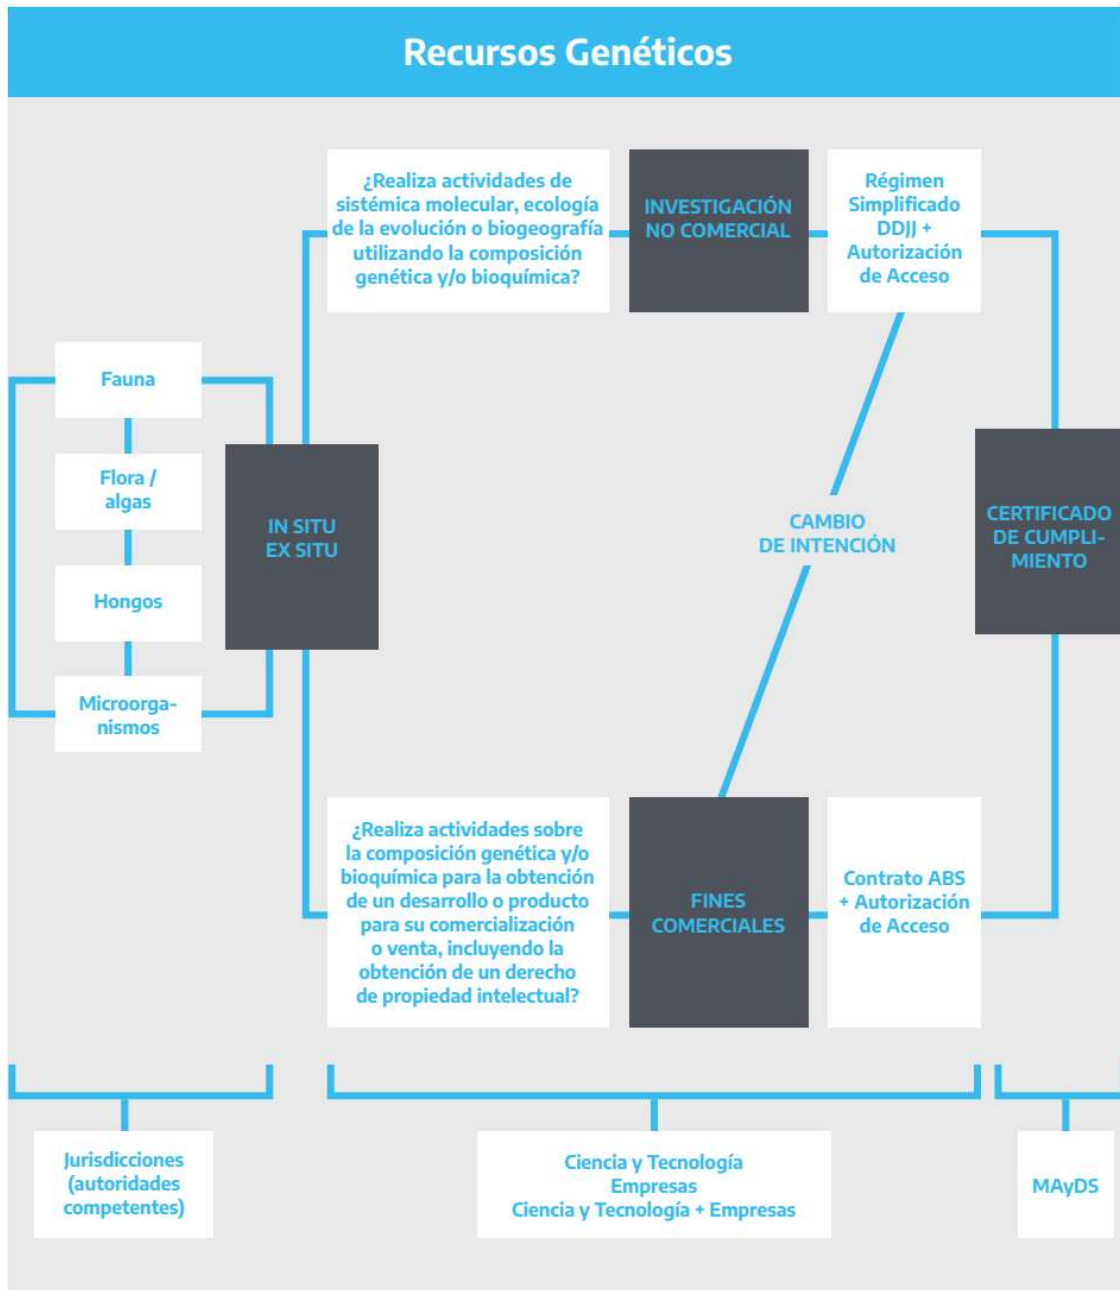 Recursos Genéticos
¿Realiza actividades de
sistémica molecular, ecología
de la evolución o biogeografía
utilizando la composición
genética y/o bioquímica?
INVESTIGACIÓN
NO COMERCIAL
Régimen
Simplificado
DDJJ +
Autorización
de Acceso
Fauna
Flora /
algas
Hongos
Microorga-
nismos
IN SITU
EX SITU
CAMBIO
DE INTENCIÓN
CERTIFICADO
DE CUMPLI-
MIENTO
¿Realiza actividades sobre
la composición genética y/o
bioquímica para la obtención
de un desarrollo o producto
para su comercialización
o venta, incluyendo la
obtención de un derecho
de propiedad intelectual?
FINES
COMERCIALES
Contrato ABS
+ Autorización
de Acceso
Jurisdicciones
(autoridades
competentes)
Ciencia y Tecnología
Empresas
Ciencia y Tecnología + Empresas
MAyDS